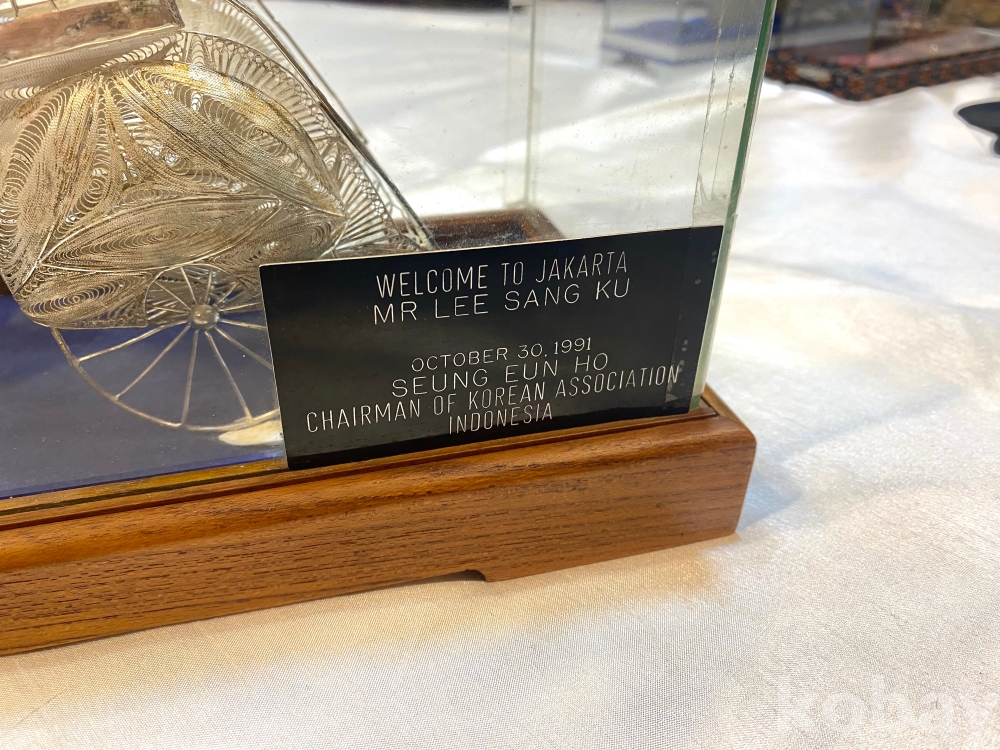 WELCOME TO JAKARTA
MR. LEE SANG KU
OCTOBER 30, 1991
SEUNG EUN HO
CHAIRMAN OF KOREAN ASSOCIATION
INDONESIA
kobay